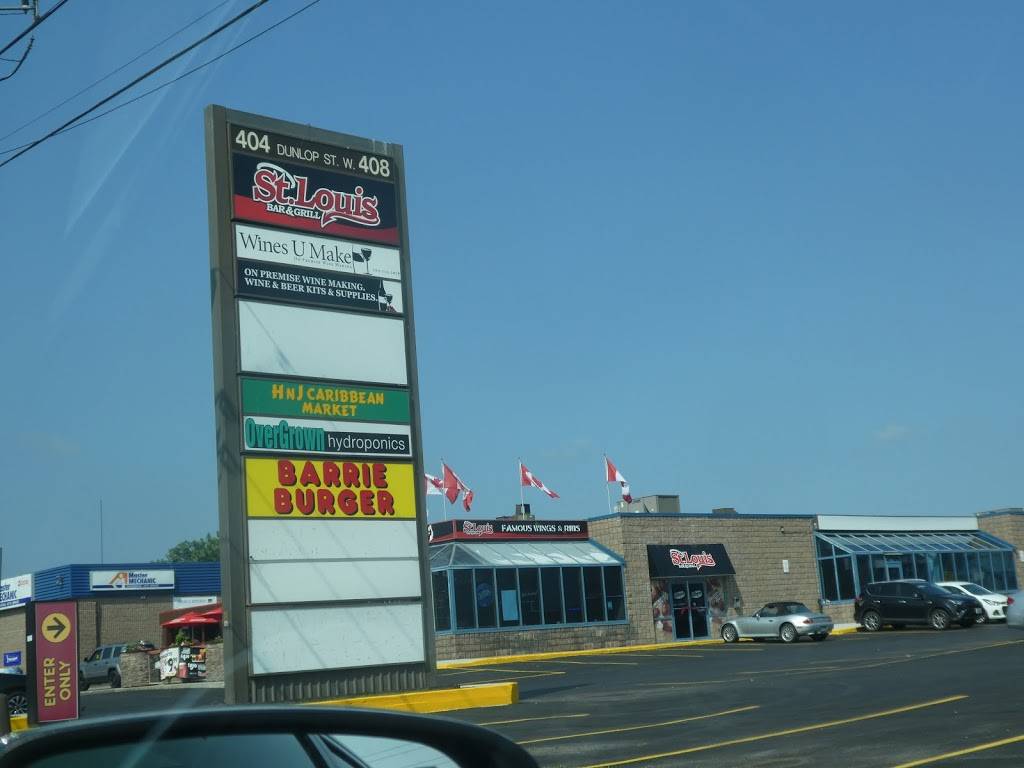 404 DUNLOP ST. W. 408
St. Louis
BAR & GRILL
Wines U Make
ON PREMISE WINE MAKING.
WINE & BEER KITS & SUPPLIES.
HNJ CARIBBEAN
MARKET
OverGrown hydroponics
BARRIE
BURGER
St. Louis FAMOUS WINGS & RIBS
St. Louis
Master
MECHANIC
ENTER
ONLY